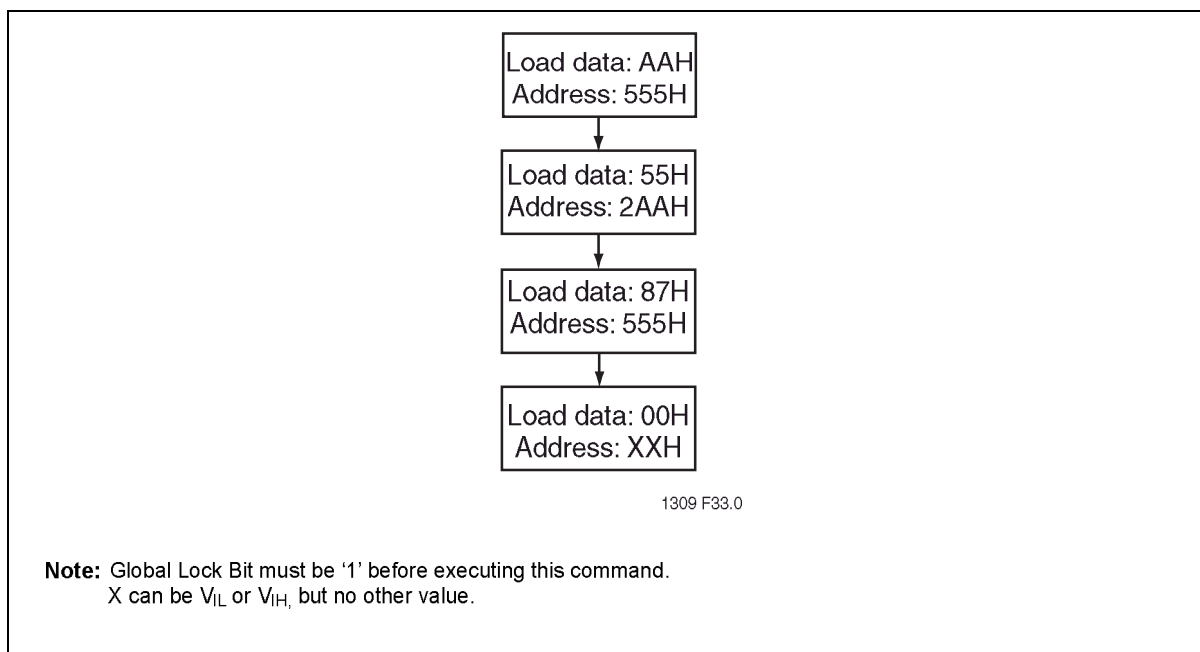 Load data: AAH
Address: 555H
Load data: 55H
Address: 2AAH
Load data: 87H
Address: 555H
Load data: 00H
Address: XXH
1309 F33.0
Note: Global Lock Bit must be ‘1’ before executing this command.
X can be VIL or VIH, but no other value.